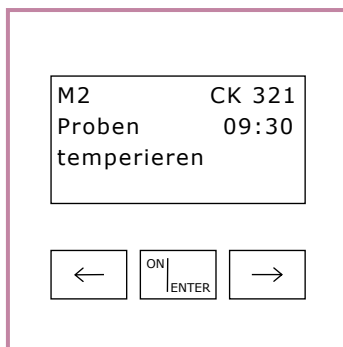 M2 CK 321
Proben 09:30
temperieren
←
ON
ENTER
→